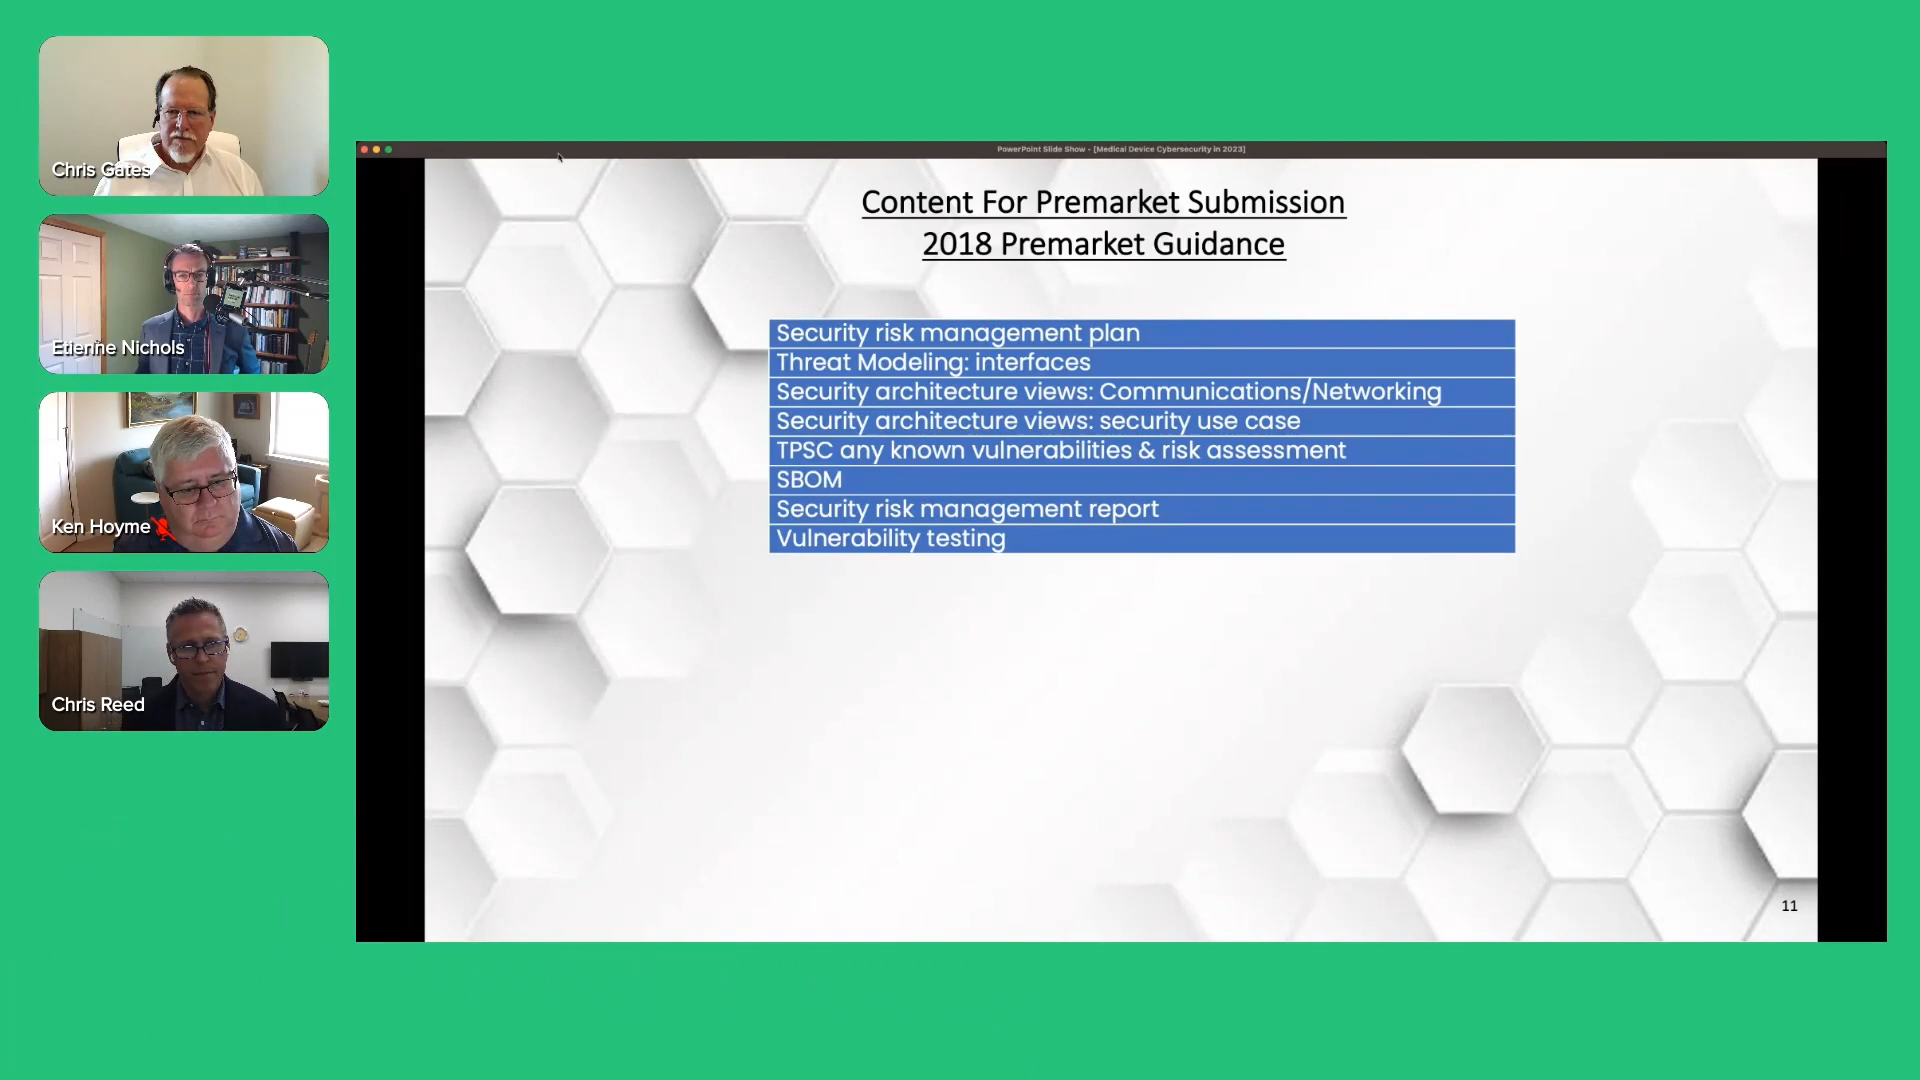 Chris Gates
Etienne Nichols
Ken Hoyme
Chris Reed
PowerPoint Slide Show - [Medical Device Cybersecurity in 2023]
Content For Premarket Submission
2018 Premarket Guidance
Security risk management plan
Threat Modeling: interfaces
Security architecture views: Communications/Networking
Security architecture views: security use case
TPSC any known vulnerabilities & risk assessment
SBOM
Security risk management report
Vulnerability testing
11